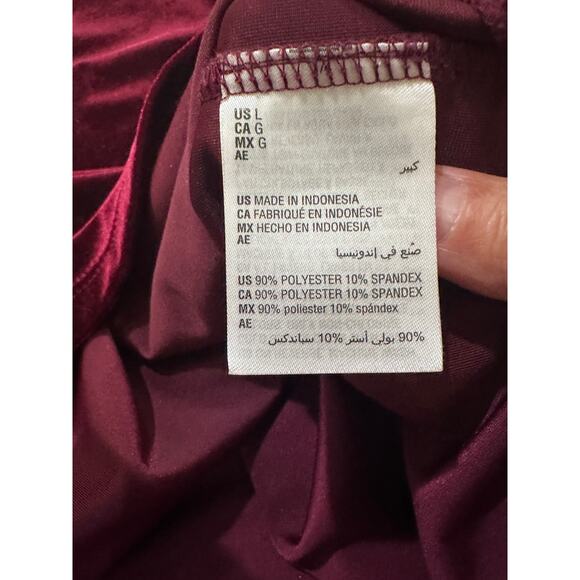 US L
CA G
MX G
AE
كبير
US MADE IN INDONESIA
CA FABRIQUÉ EN INDONÉSIE
MX HECHO EN INDONESIA
AE
صُنع في إندونيسيا
US 90% POLYESTER 10% SPANDEX
CA 90% POLYESTER 10% SPANDEX
MX 90% poliester 10% spándex
AE
90% بولي أستر 10% سباندكس